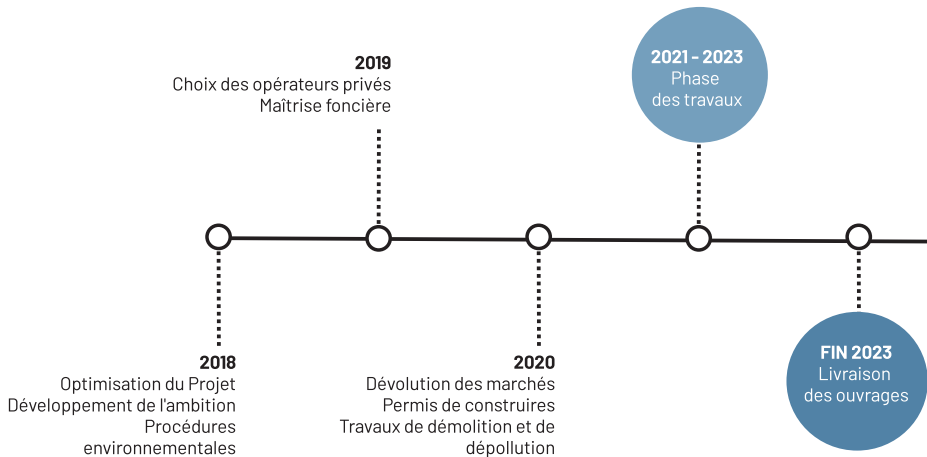 2018
Optimisation du Projet
Développement de l'ambition
Procédures
environnementales
2019
Choix des opérateurs privés
Maîtrise foncière
2020
Dévolution des marchés
Permis de construires
Travaux de démolition et de
dépollution
2021 - 2023
Phase
des travaux
FIN 2023
Livraison
des ouvrages